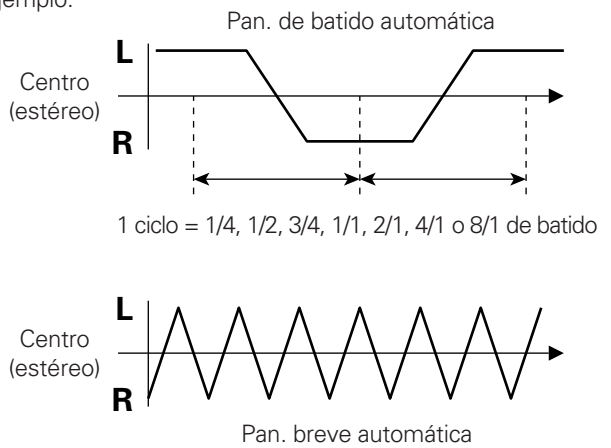 Pan. de batido automática
L
Centro
(estéreo)
R
1 ciclo = 1/4, 1/2, 3/4, 1/1, 2/1, 4/1 o 8/1 de batido
L
Centro
(estéreo)
R
Pan. breve automática